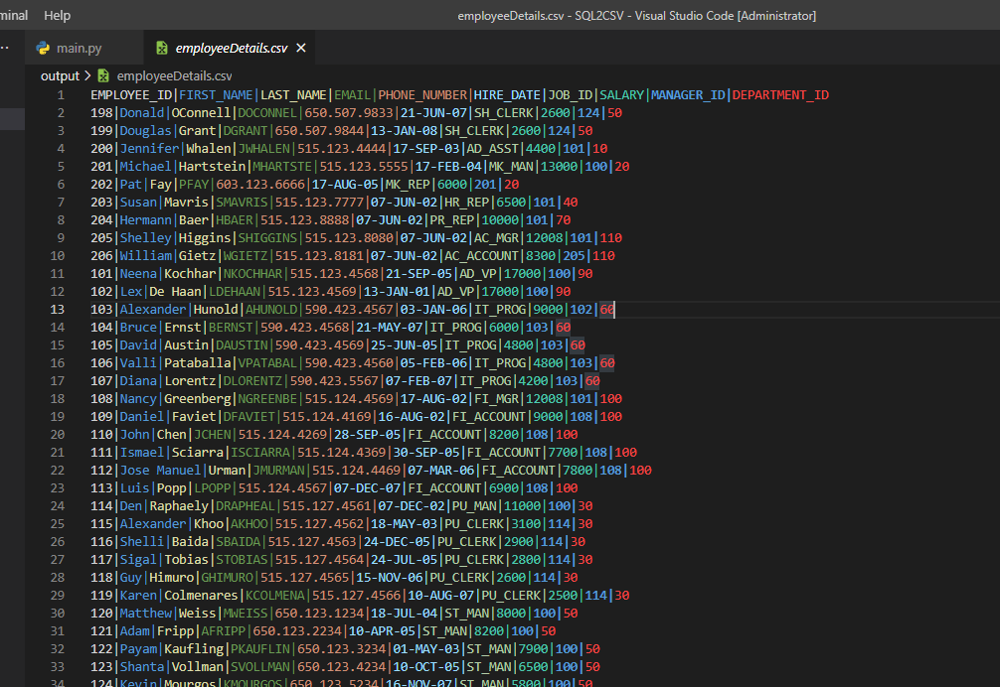 minal Help employeeDetails.csv - SQL2CSV - Visual Studio Code [Administrator]
main.py employeeDetails.csv
output > employeeDetails.csv
1 EMPLOYEE_ID|FIRST_NAME|LAST_NAME|EMAIL|PHONE_NUMBER|HIRE_DATE|JOB_ID|SALARY|MANAGER_ID|DEPARTMENT_ID
2 198|Donald|OConnell|DOCONNEL|650.507.9833|21-JUN-07|SH_CLERK|2600|124|50
3 199|Douglas|Grant|DGRANT|650.507.9844|13-JAN-08|SH_CLERK|2600|124|50
4 200|Jennifer|Whalen|JWHALEN|515.123.4444|17-SEP-03|AD_ASST|4400|101|10
5 201|Michael|Hartstein|MHARTSTE|515.123.5555|17-FEB-04|MK_MAN|13000|100|20
6 202|Pat|Fay|PFAY|603.123.6666|17-AUG-05|MK_REP|6000|201|20
7 203|Susan|Mavris|SMAVRIS|515.123.7777|07-JUN-02|HR_REP|6500|101|40
8 204|Hermann|Baer|HBAER|515.123.8888|07-JUN-02|PR_REP|10000|101|70
9 205|Shelley|Higgins|SHIGGINS|515.123.8080|07-JUN-02|AC_MGR|12008|101|110
10 206|William|Gietz|WGIETZ|515.123.8181|07-JUN-02|AC_ACCOUNT|8300|205|110
11 101|Neena|Kochhar|NKOCHHAR|515.123.4568|21-SEP-05|AD_VP|17000|100|90
12 102|Lex|De Haan|LDEHAAN|515.123.4569|13-JAN-01|AD_VP|17000|100|90
13 103|Alexander|Hunold|AHUNOLD|590.423.4567|03-JAN-06|IT_PROG|9000|102|60
14 104|Bruce|Ernst|BERNST|590.423.4568|21-MAY-07|IT_PROG|6000|103|60
15 105|David|Austin|DAUSTIN|590.423.4569|25-JUN-05|IT_PROG|4800|103|60
16 106|Valli|Pataballa|VPATABAL|590.423.4560|05-FEB-06|IT_PROG|4800|103|60
17 107|Diana|Lorentz|DLORENTZ|590.423.5567|07-FEB-07|IT_PROG|4200|103|60
18 108|Nancy|Greenberg|NGREENBE|515.124.4569|17-AUG-02|FI_MGR|12008|101|100
19 109|Daniel|Faviet|DFAVIET|515.124.4169|16-AUG-02|FI_ACCOUNT|9000|108|100
20 110|John|Chen|JCHEN|515.124.4269|28-SEP-05|FI_ACCOUNT|8200|108|100
21 111|Ismael|Sciarra|ISCIARRA|515.124.4369|30-SEP-05|FI_ACCOUNT|7700|108|100
22 112|Jose Manuel|Urman|JMURMAN|515.124.4469|07-MAR-06|FI_ACCOUNT|7800|108|100
23 113|Luis|Popp|LPOPP|515.124.4567|07-DEC-07|FI_ACCOUNT|6900|108|100
24 114|Den|Raphaely|DRAPHEAL|515.127.4561|07-DEC-02|PU_MAN|11000|100|30
25 115|Alexander|Khoo|AKHOO|515.127.4562|18-MAY-03|PU_CLERK|3100|114|30
26 116|Shelli|Baida|SBAIDA|515.127.4563|24-DEC-05|PU_CLERK|2900|114|30
27 117|Sigal|Tobias|STOBIAS|515.127.4564|24-JUL-05|PU_CLERK|2800|114|30
28 118|Guy|Himuro|GHIMURO|515.127.4565|15-NOV-06|PU_CLERK|2600|114|30
29 119|Karen|Colmenares|KCOLMENA|515.127.4566|10-AUG-07|PU_CLERK|2500|114|30
30 120|Matthew|Weiss|MWEISS|650.123.1234|18-JUL-04|ST_MAN|8000|100|50
31 121|Adam|Fripp|AFRIPP|650.123.2234|10-APR-05|ST_MAN|8200|100|50
32 122|Payam|Kaufling|PKAUFLIN|650.123.3234|01-MAY-03|ST_MAN|7900|100|50
33 123|Shanta|Vollman|SVOLLMAN|650.123.4234|10-OCT-05|ST_MAN|6500|100|50
34 124|Kevin|Mourgos|KMOURGOS|650.123.5234|16-NOV-07|ST_MAN|5800|100|50